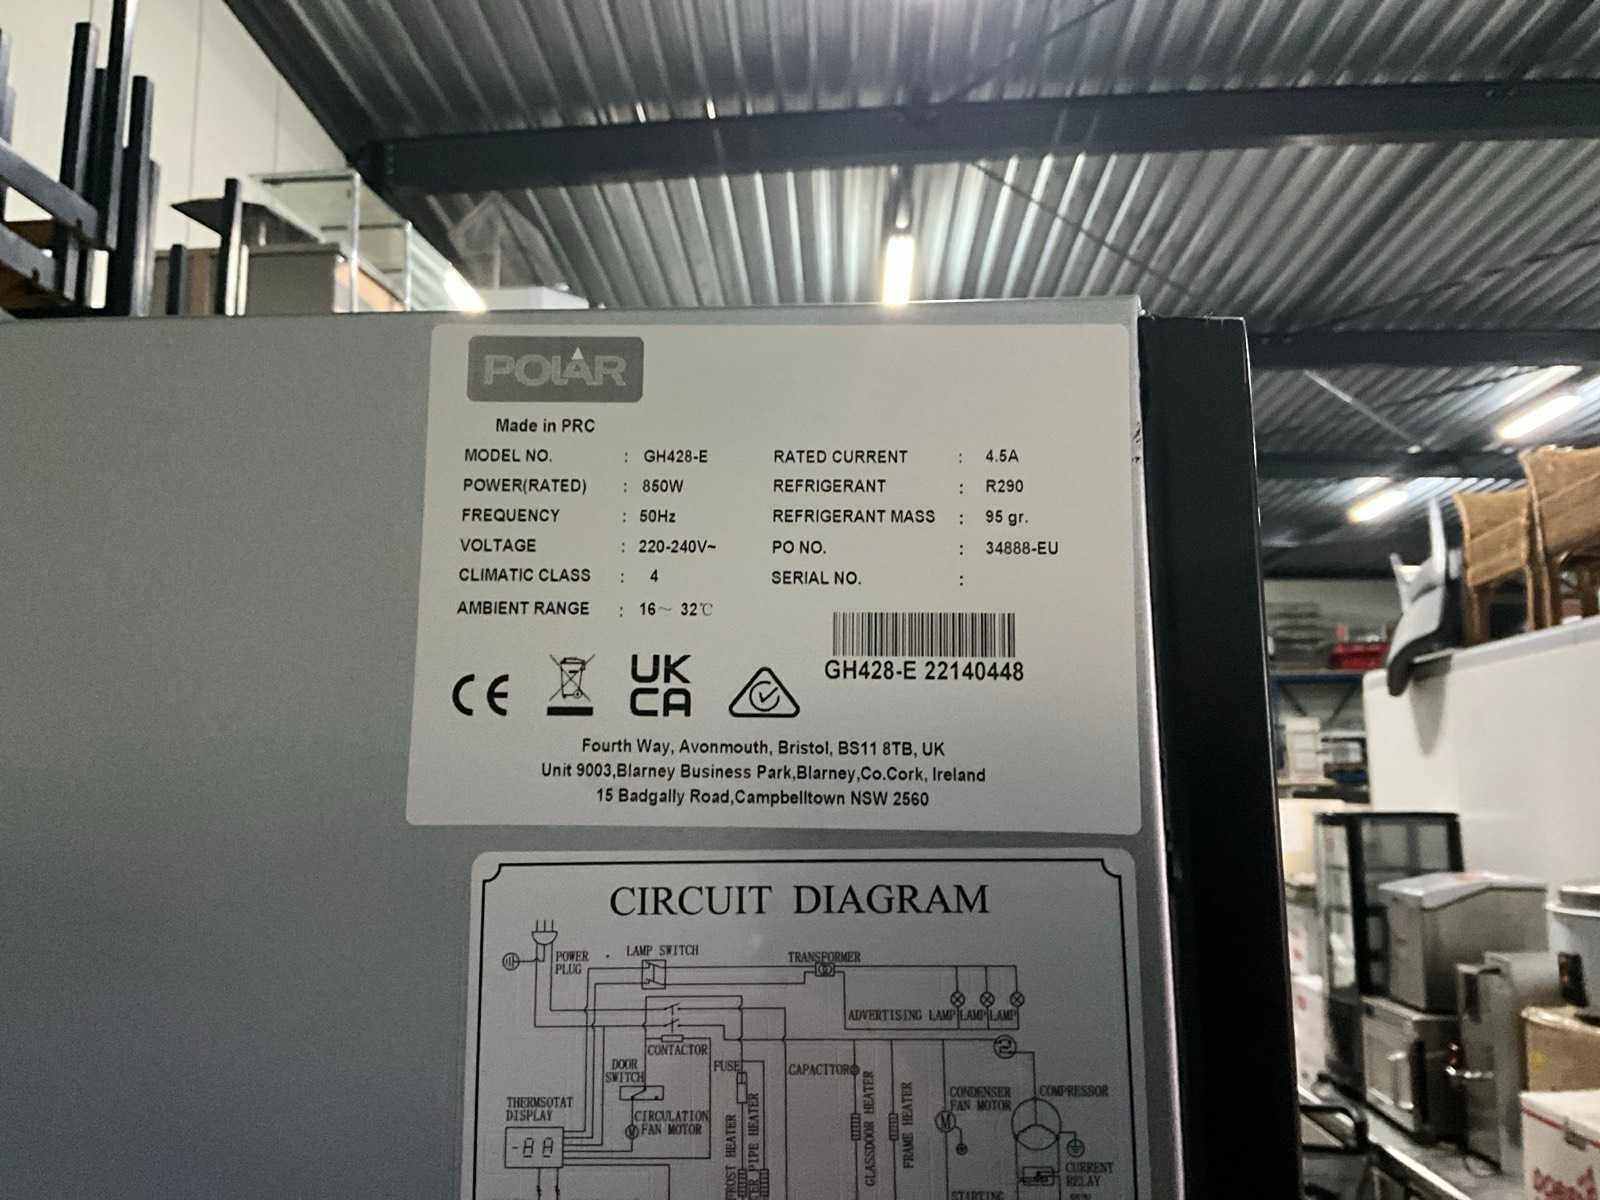 POLAR
Made in PRC
MODEL NO. : GH428-E
POWER(RATED) : 850W
FREQUENCY : 50Hz
VOLTAGE : 220-240V~
CLIMATIC CLASS : 4
AMBIENT RANGE : 16～ 32℃
RATED CURRENT : 4.5A
REFRIGERANT : R290
REFRIGERANT MASS : 95 gr.
PO NO. : 34888-EU
SERIAL NO. :
GH428-E 22140448
CE
UK
CA
Fourth Way, Avonmouth, Bristol, BS11 8TB, UK
Unit 9003,Blarney Business Park,Blarney,Co.Cork, Ireland
15 Badgally Road,Campbelltown NSW 2560
CIRCUIT DIAGRAM
POWER
PLUG
LAMP SWITCH
TRANSFORMER
ADVERTISING LAMP LAMP LAMP
CONTACTOR
DOOR
SWITCH
FUSE
CAPACITOR
CONDENSER
FAN MOTOR
COMPRESSOR
THERMSOTAT
DISPLAY
CIRCULATION
FAN MOTOR
GLASSDOOR HEATER
FRAME HEATER
PIPE HEATER
HEATER
CURRENT
RELAY
STARTING